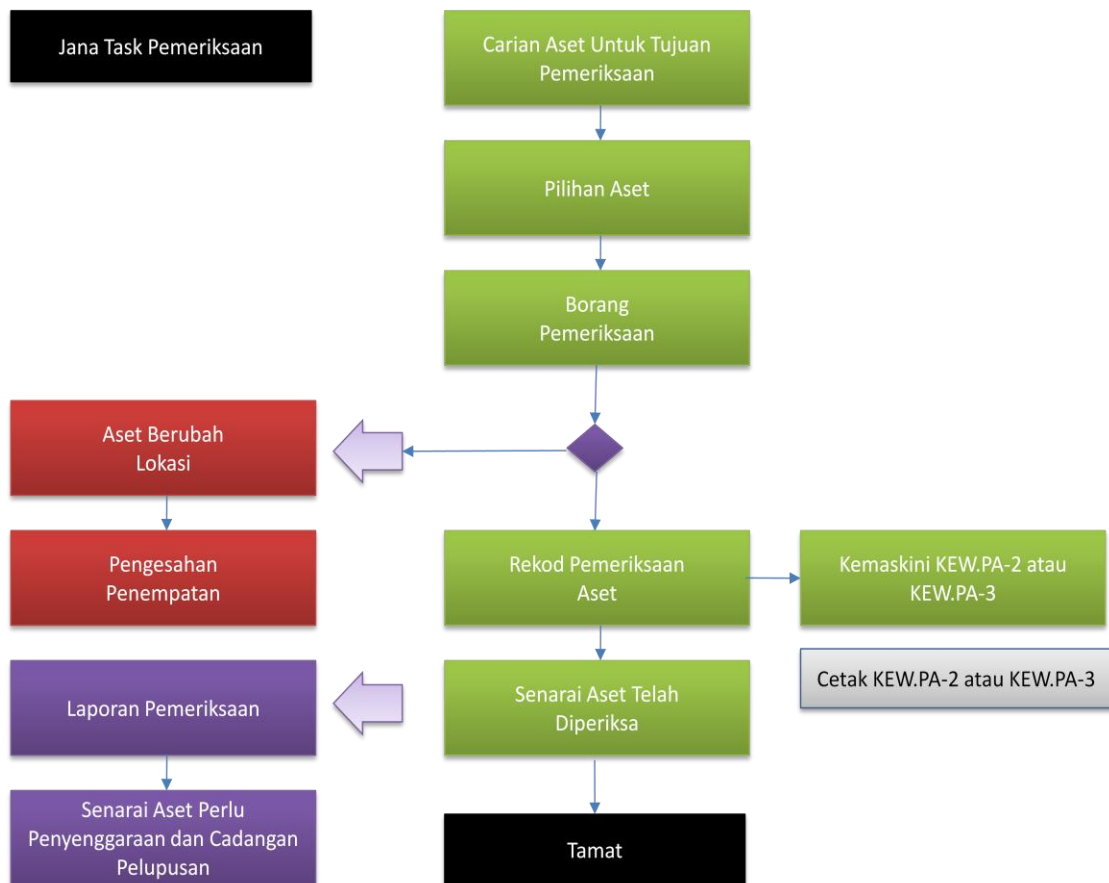 Jana Task Pemeriksaan
Carian Aset Untuk Tujuan
Pemeriksaan
Pilihan Aset
Borang
Pemeriksaan
Aset Berubah
Lokasi
Pengesahan
Penempatan
Rekod Pemeriksaan
Aset
Kemaskini KEW.PA-2 atau
KEW.PA-3
Cetak KEW.PA-2 atau KEW.PA-3
Laporan Pemeriksaan
Senarai Aset Telah
Diperiksa
Senarai Aset Perlu
Penyenggaraan dan Cadangan
Pelupusan
Tamat